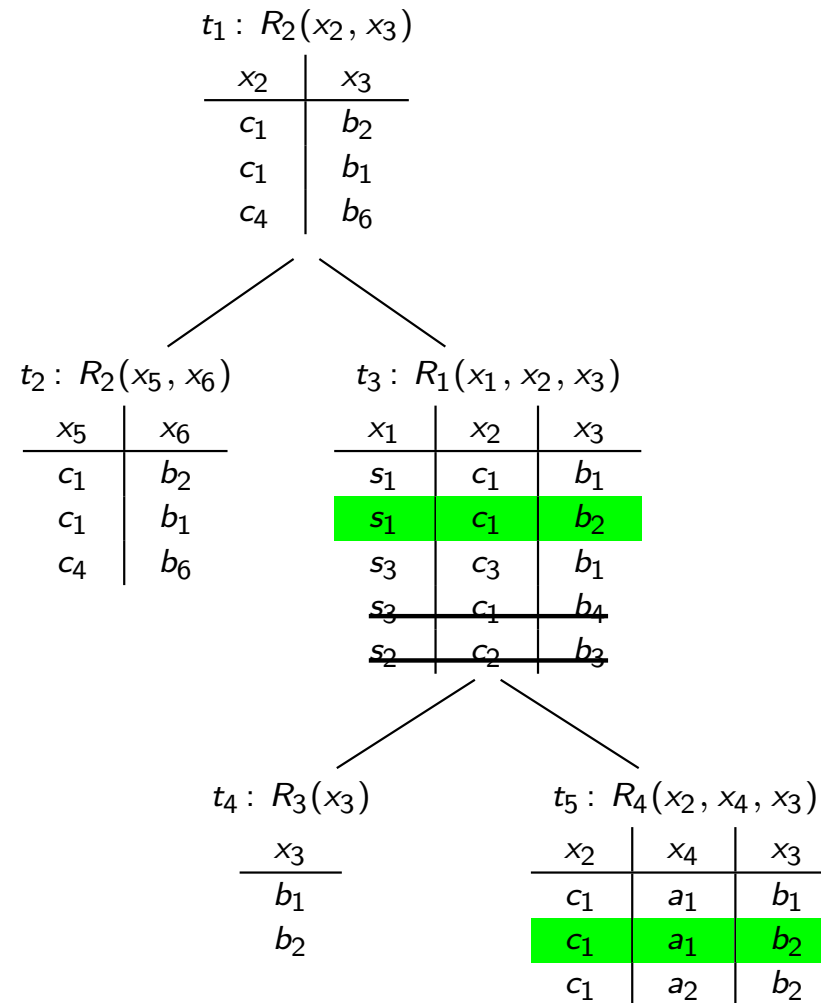 t₁ : R₂(x₂, x₃)
x₂ x₃
c₁ b₂
c₁ b₁
c₄ b₆
t₂ : R₂(x₅, x₆) t₃ : R₁(x₁, x₂, x₃)
x₅ x₆ x₁ x₂ x₃
c₁ b₂ s₁ c₁ b₁
c₁ b₁ s₁ c₁ b₂
c₄ b₆ s₃ c₃ b₁
s₃ c₁ b₄
s₂ c₂ b₃
t₄ : R₃(x₃) t₅ : R₄(x₂, x₄, x₃)
x₃ x₂ x₄ x₃
b₁ c₁ a₁ b₁
b₂ c₁ a₁ b₂
c₁ a₂ b₂